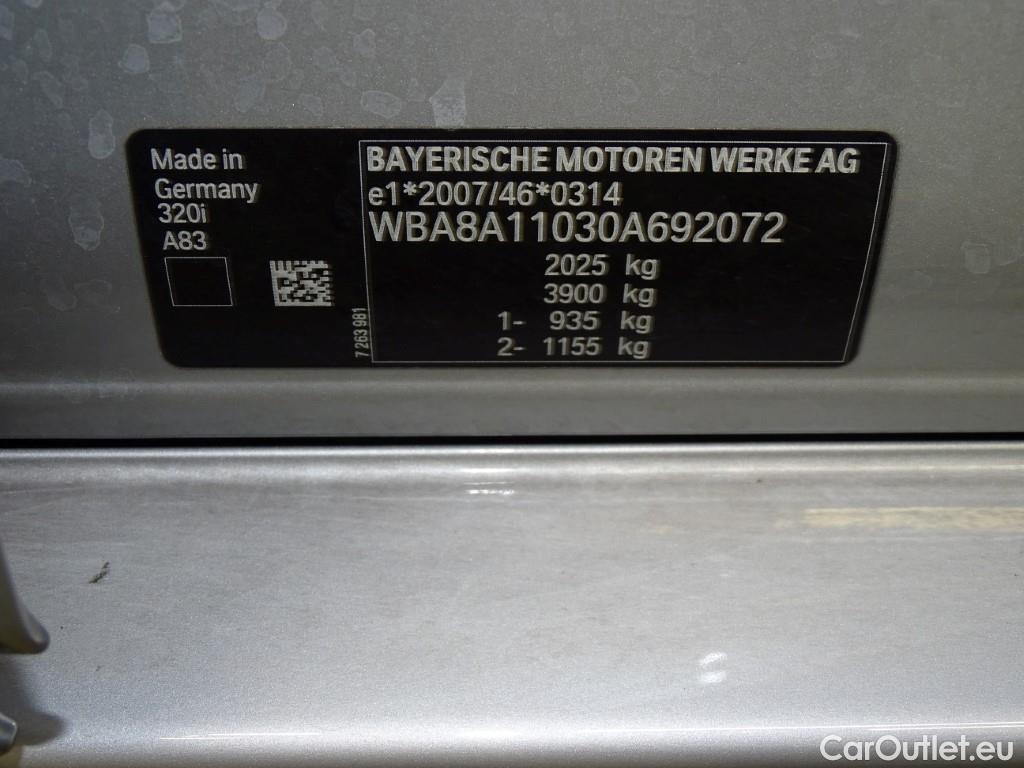 Made in
Germany
320i
A83
7 263 981
BAYERISCHE MOTOREN WERKE AG
e1*2007/46*0314
WBA8A11030A692072
2025 kg
3900 kg
1- 935 kg
2- 1155 kg
CarOutlet.eu